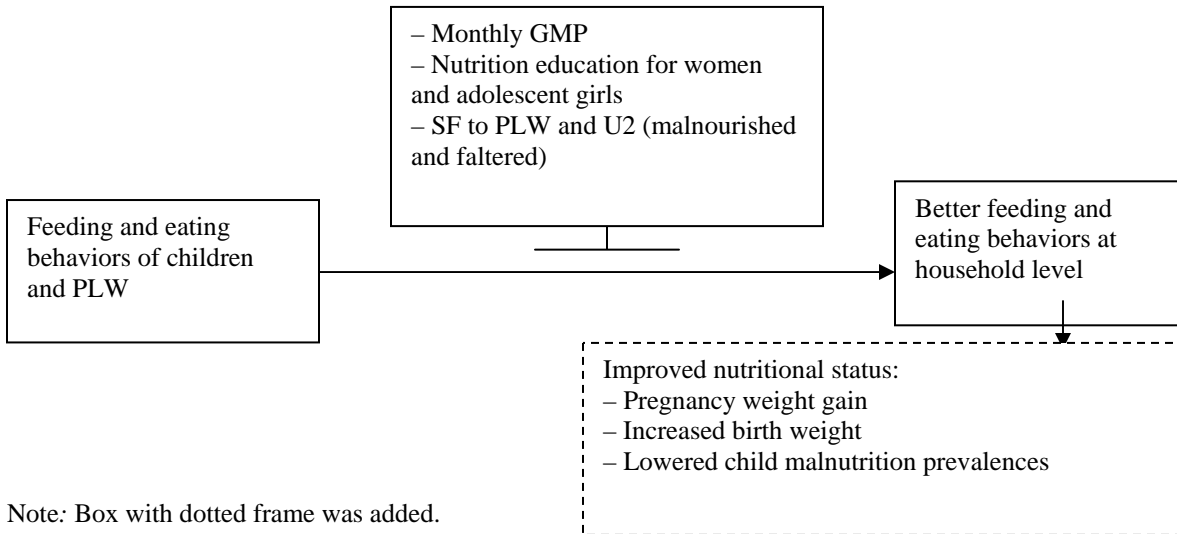 – Monthly GMP
– Nutrition education for women
and adolescent girls
– SF to PLW and U2 (malnourished
and faltered)
Feeding and eating
behaviors of children
and PLW
Better feeding and
eating behaviors at
household level
Improved nutritional status:
– Pregnancy weight gain
– Increased birth weight
– Lowered child malnutrition prevalences
Note: Box with dotted frame was added.